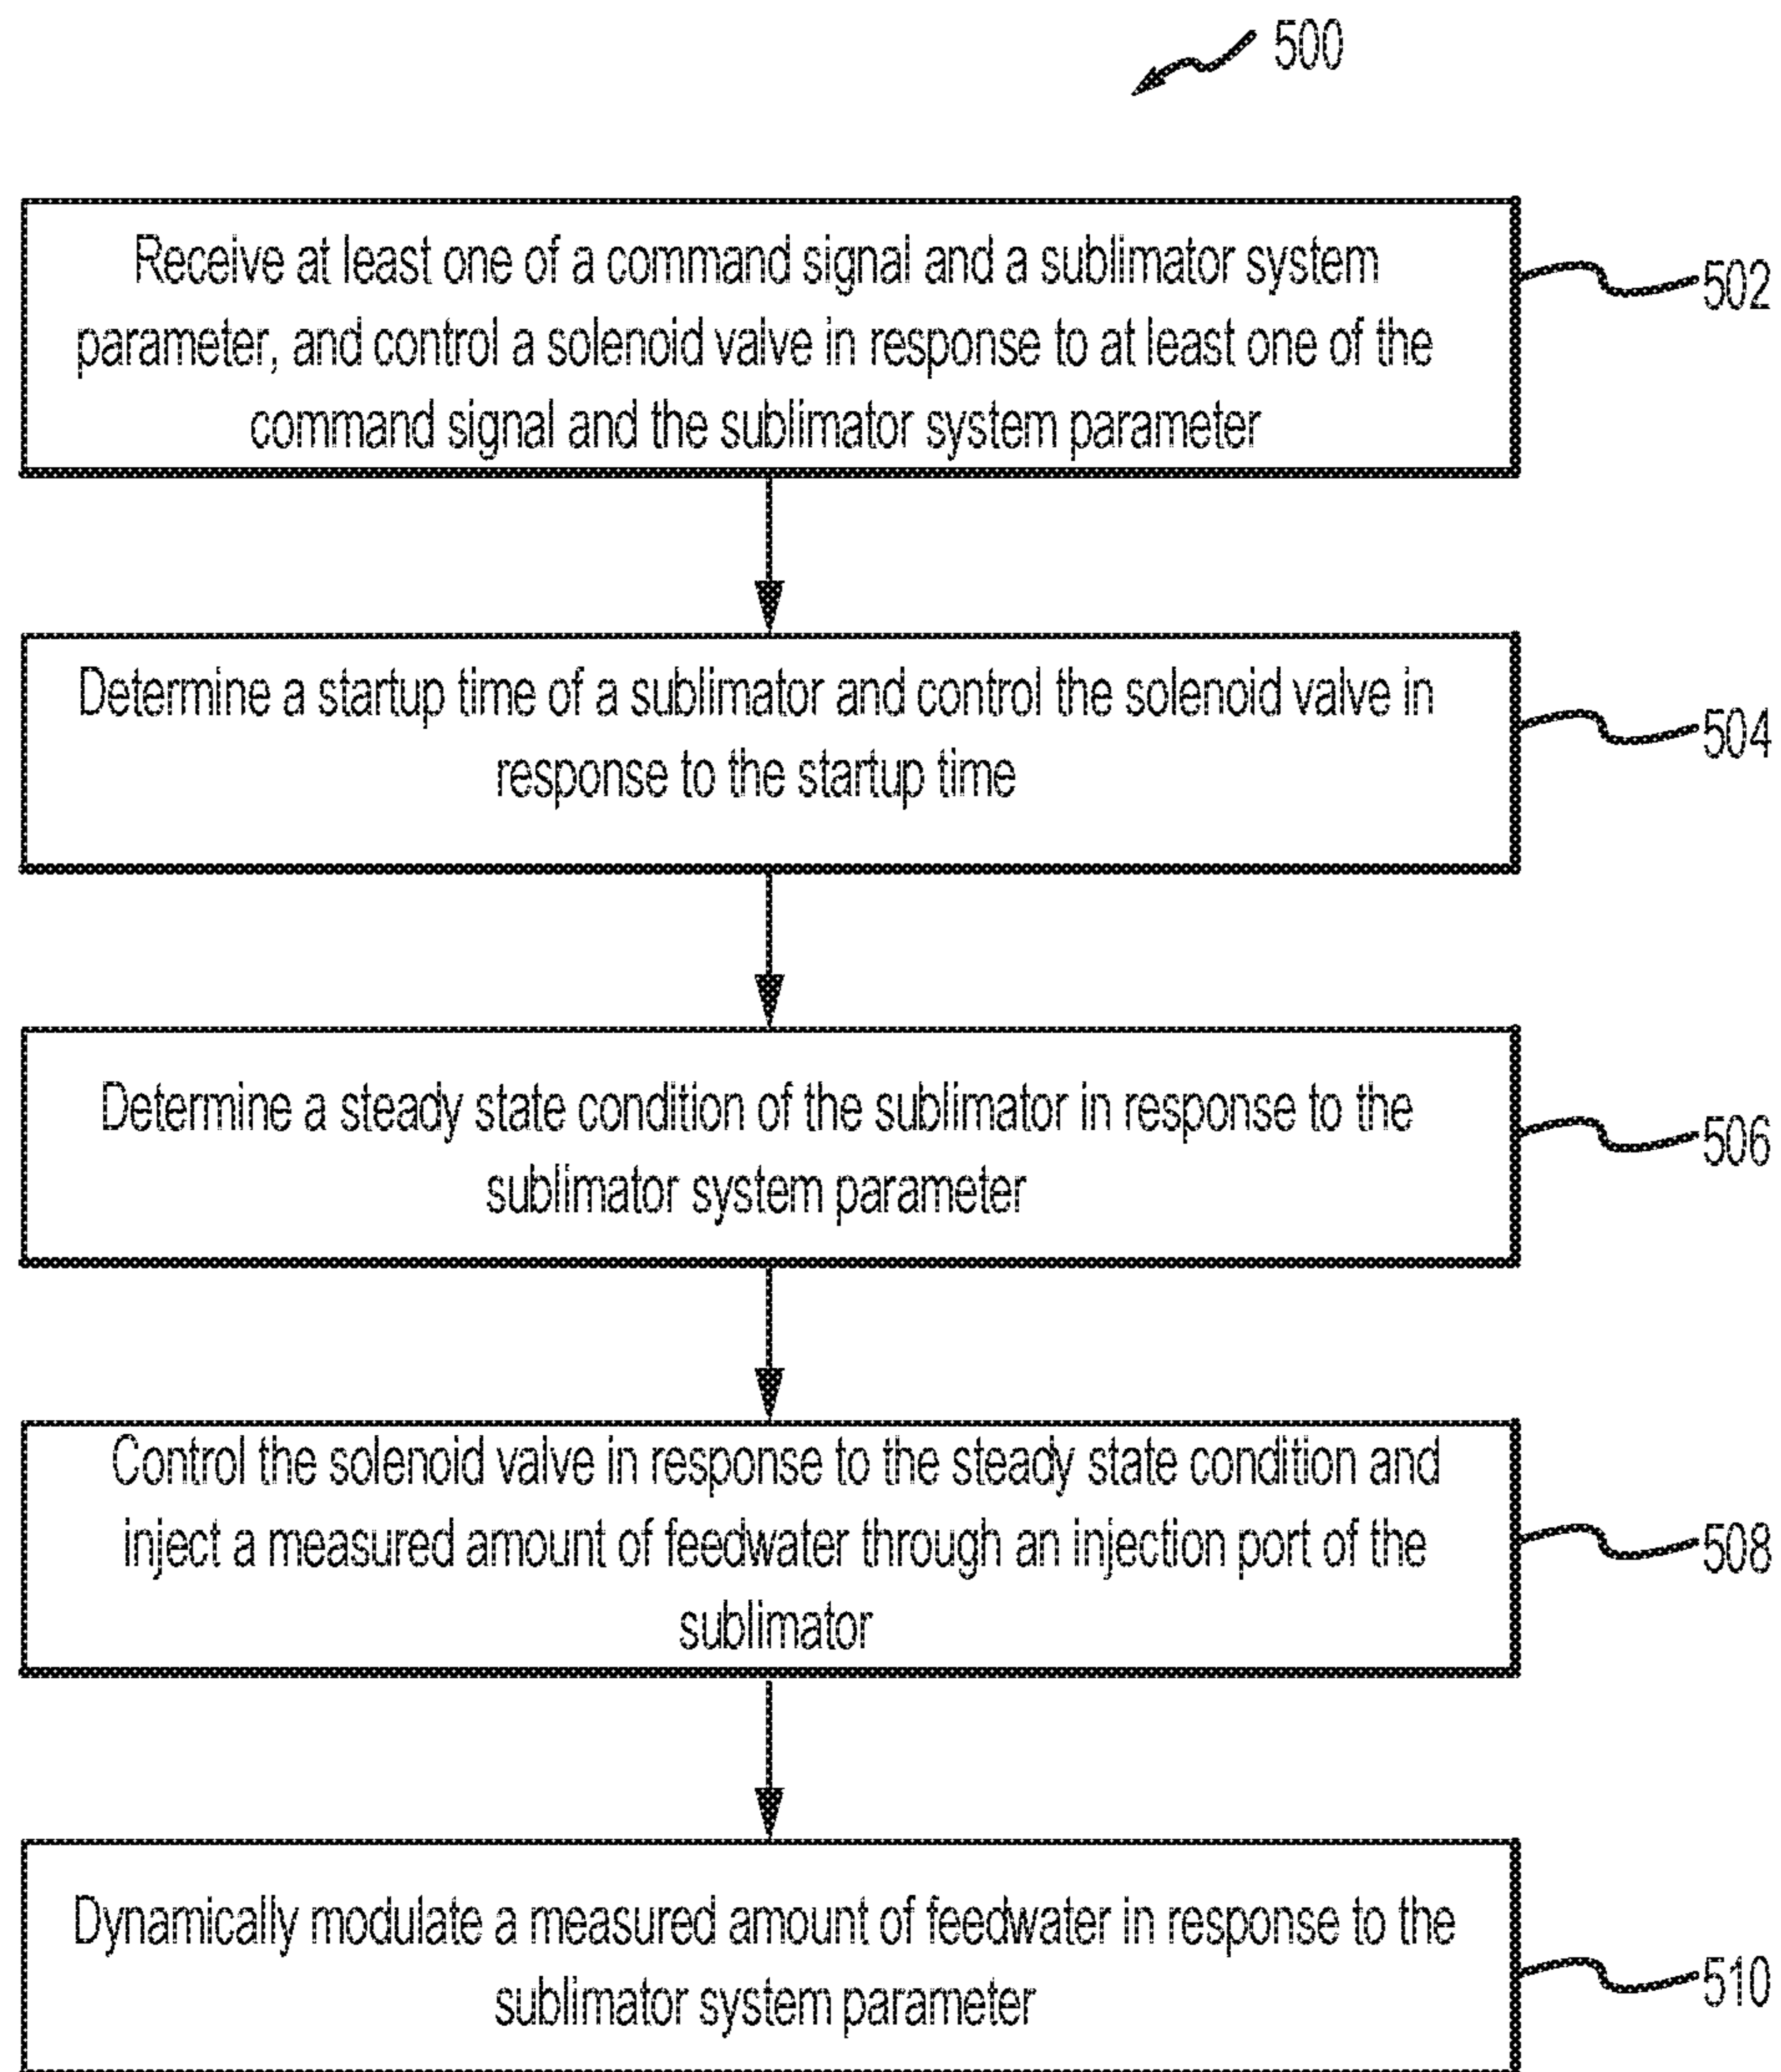 500
Receive at least one of a command signal and a sublimator system
parameter, and control a solenoid valve in response to at least one of the
command signal and the sublimator system parameter
502
Determine a startup time of a sublimator and control the solenoid valve in
response to the startup time
504
Determine a steady state condition of the sublimator in response to the
sublimator system parameter
506
Control the solenoid valve in response to the steady state condition and
inject a measured amount of feedwater through an injection port of the
sublimator
508
Dynamically modulate a measured amount of feedwater in response to the
sublimator system parameter
510